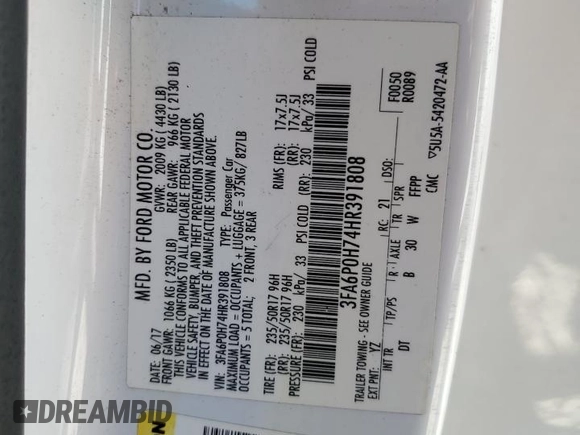 MFD. BY FORD MOTOR CO.
DATE: 06/17 GVWR: 2009 KG ( 4430 LB)
FRONT GAWR: 1066 KG ( 2350 LB) REAR GAWR: 966 KG ( 2130 LB)
THIS VEHICLE CONFORMS TO ALL APPLICABLE FEDERAL MOTOR
VEHICLE SAFETY, BUMPER, AND THEFT PREVENTION STANDARDS
IN EFFECT ON THE DATE OF MANUFACTURE SHOWN ABOVE.
VIN: 3FA6P0H74HR391808 TYPE: Passenger Car
MAXIMUM LOAD = OCCUPANTS + LUGGAGE = 375KG/ 827LB
OCCUPANTS = 5 TOTAL: 2 FRONT, 3 REAR
TIRE (FR): 235/50R17 96H RIMS (FR): 17x7.5J
(RR): 235/50R17 96H (RR): 17x7.5J
PRESSURE (FR): 230 kPa/ 33 PSI COLD (RR): 230 kPa/ 33 PSI COLD
3FA6P0H74HR391808
F0050
R0089
TRAILER TOWING - SEE OWNER GUIDE
EXT PNT: YZ RC: 21 DSO:
INT TR TP/PS R AXLE TR SPR
DT B 30 W FFPP
CMC ▽5U5A-5420472-AA
N
DREAMBID